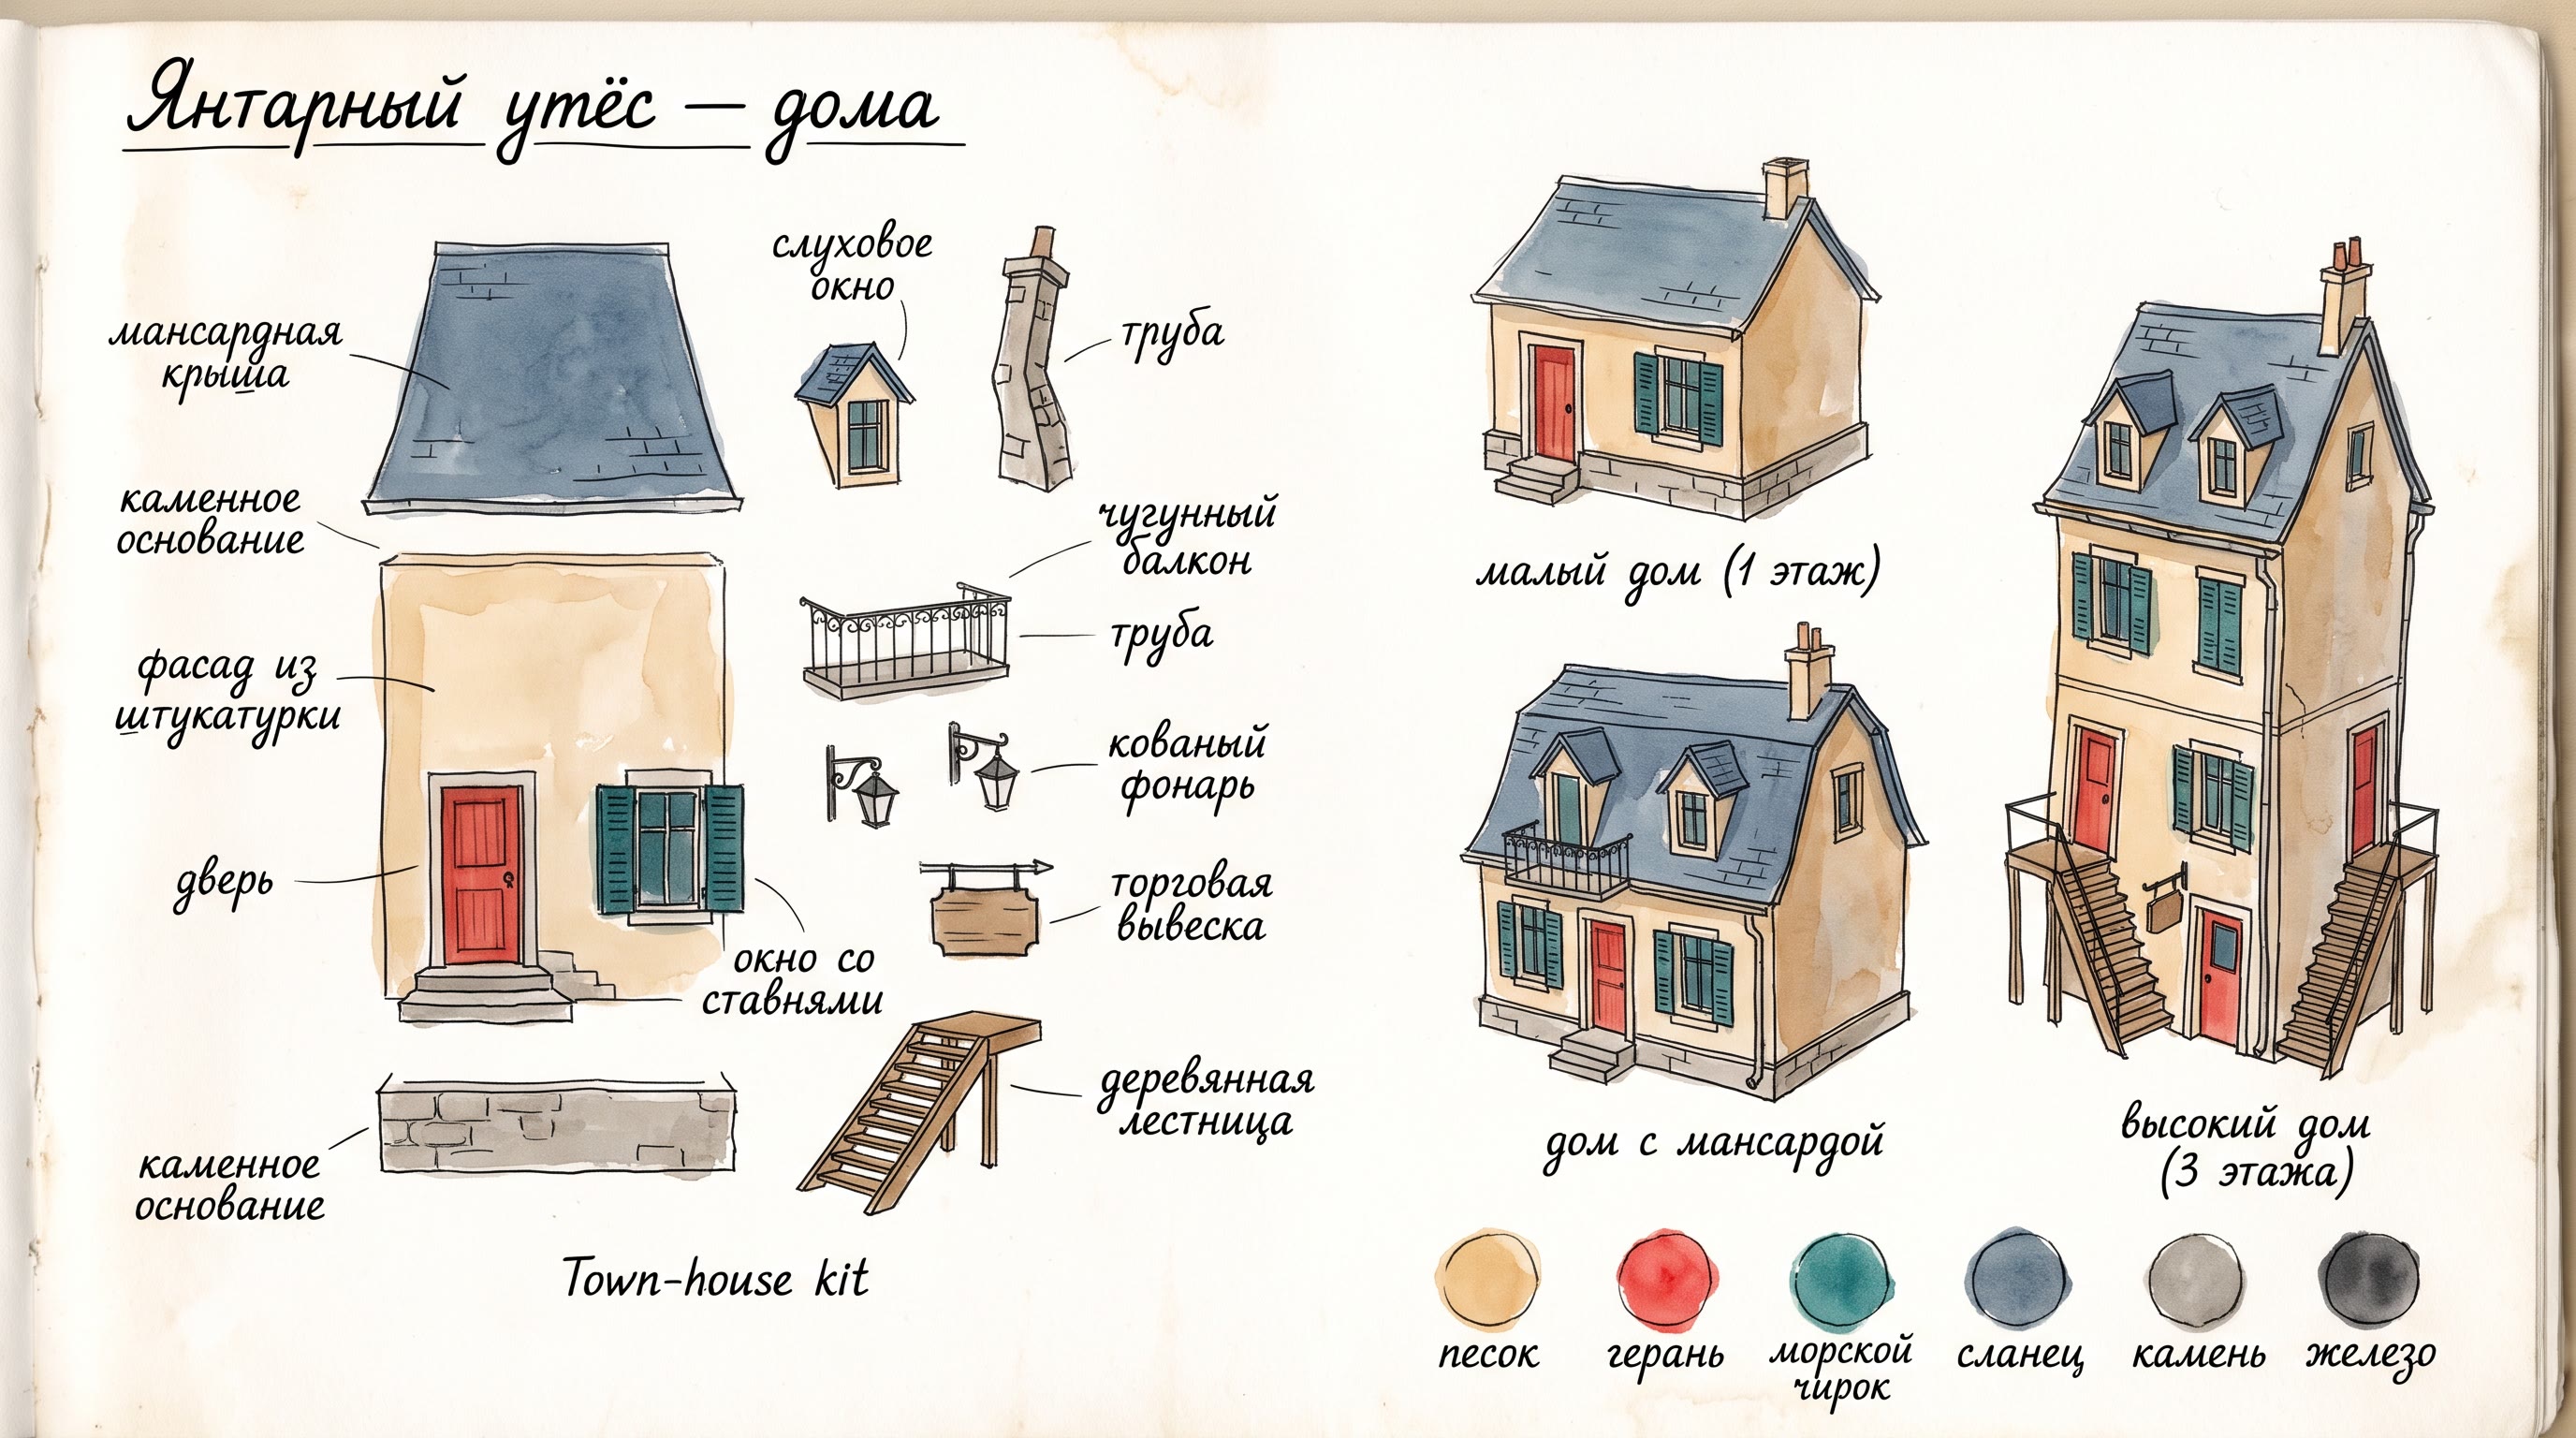 Янтарный утёс — дома
мансардная
крыша
слуховое
окно
труба
каменное
основание
чугунный
балкон
труба
фасад из
штукатурки
кованый
фонарь
дверь
торговая
вывеска
окно со
ставнями
деревянная
лестница
каменное
основание
Town-house kit
малый дом (1 этаж)
дом с мансардой
высокий дом
(3 этажа)
песок
герань
морской
чирок
сланец
камень
железо